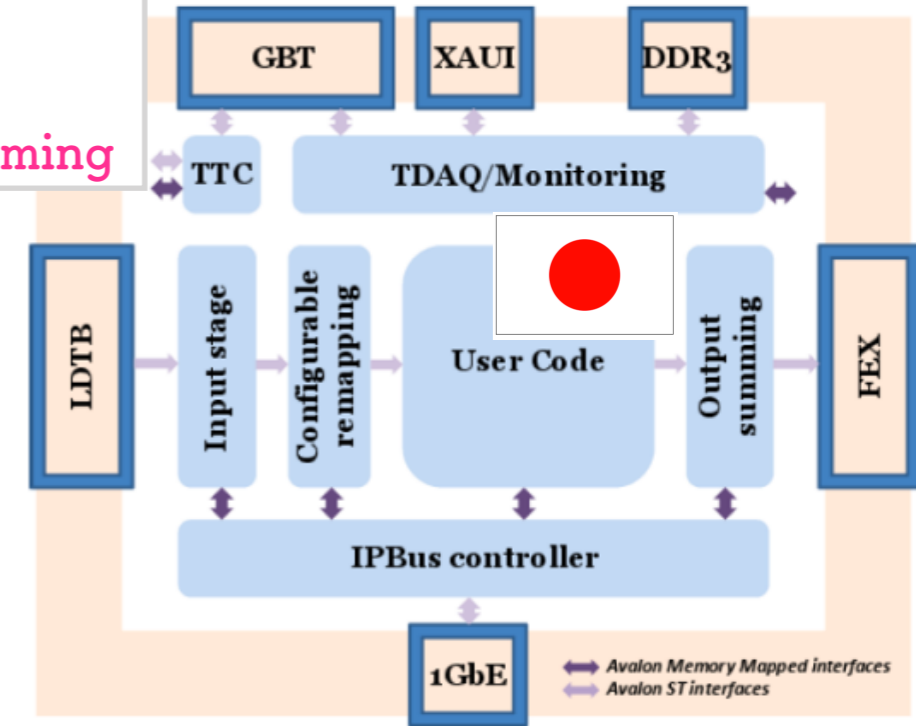 GBT
XAUI
DDR3
ming
TTC
TDAQ/Monitoring
LDTB
Input stage
Configurable
remapping
User Code
Output
summing
FEX
IPBus controller
1GbE
Avalon Memory Mapped interfaces
Avalon ST interfaces